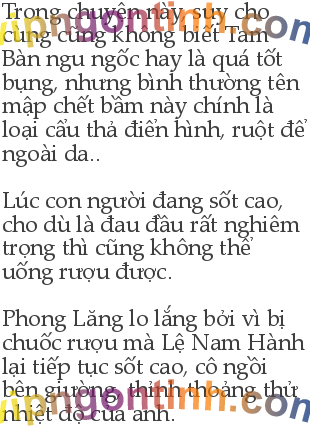 Trong chuyện này, suy cho
cùng cũng không biết Tam
Bàn ngu ngốc hay là quá tốt
bụng, nhưng bình thường tên
mập chết bầm này chính là
loại cẩu thả điển hình, ruột để
ngoài da..
Lúc con người đang sốt cao,
cho dù là đau đầu rất nghiêm
trọng thì cũng không thể
uống rượu được.
Phong Lăng lo lắng bởi vì bị
chuốc rượu mà Lệ Nam Hành
lại tiếp tục sốt cao, cô ngồi
bên giường, thỉnh thoảng thử
nhiệt độ của anh.
vipngontinh.com
vipngontinh.com